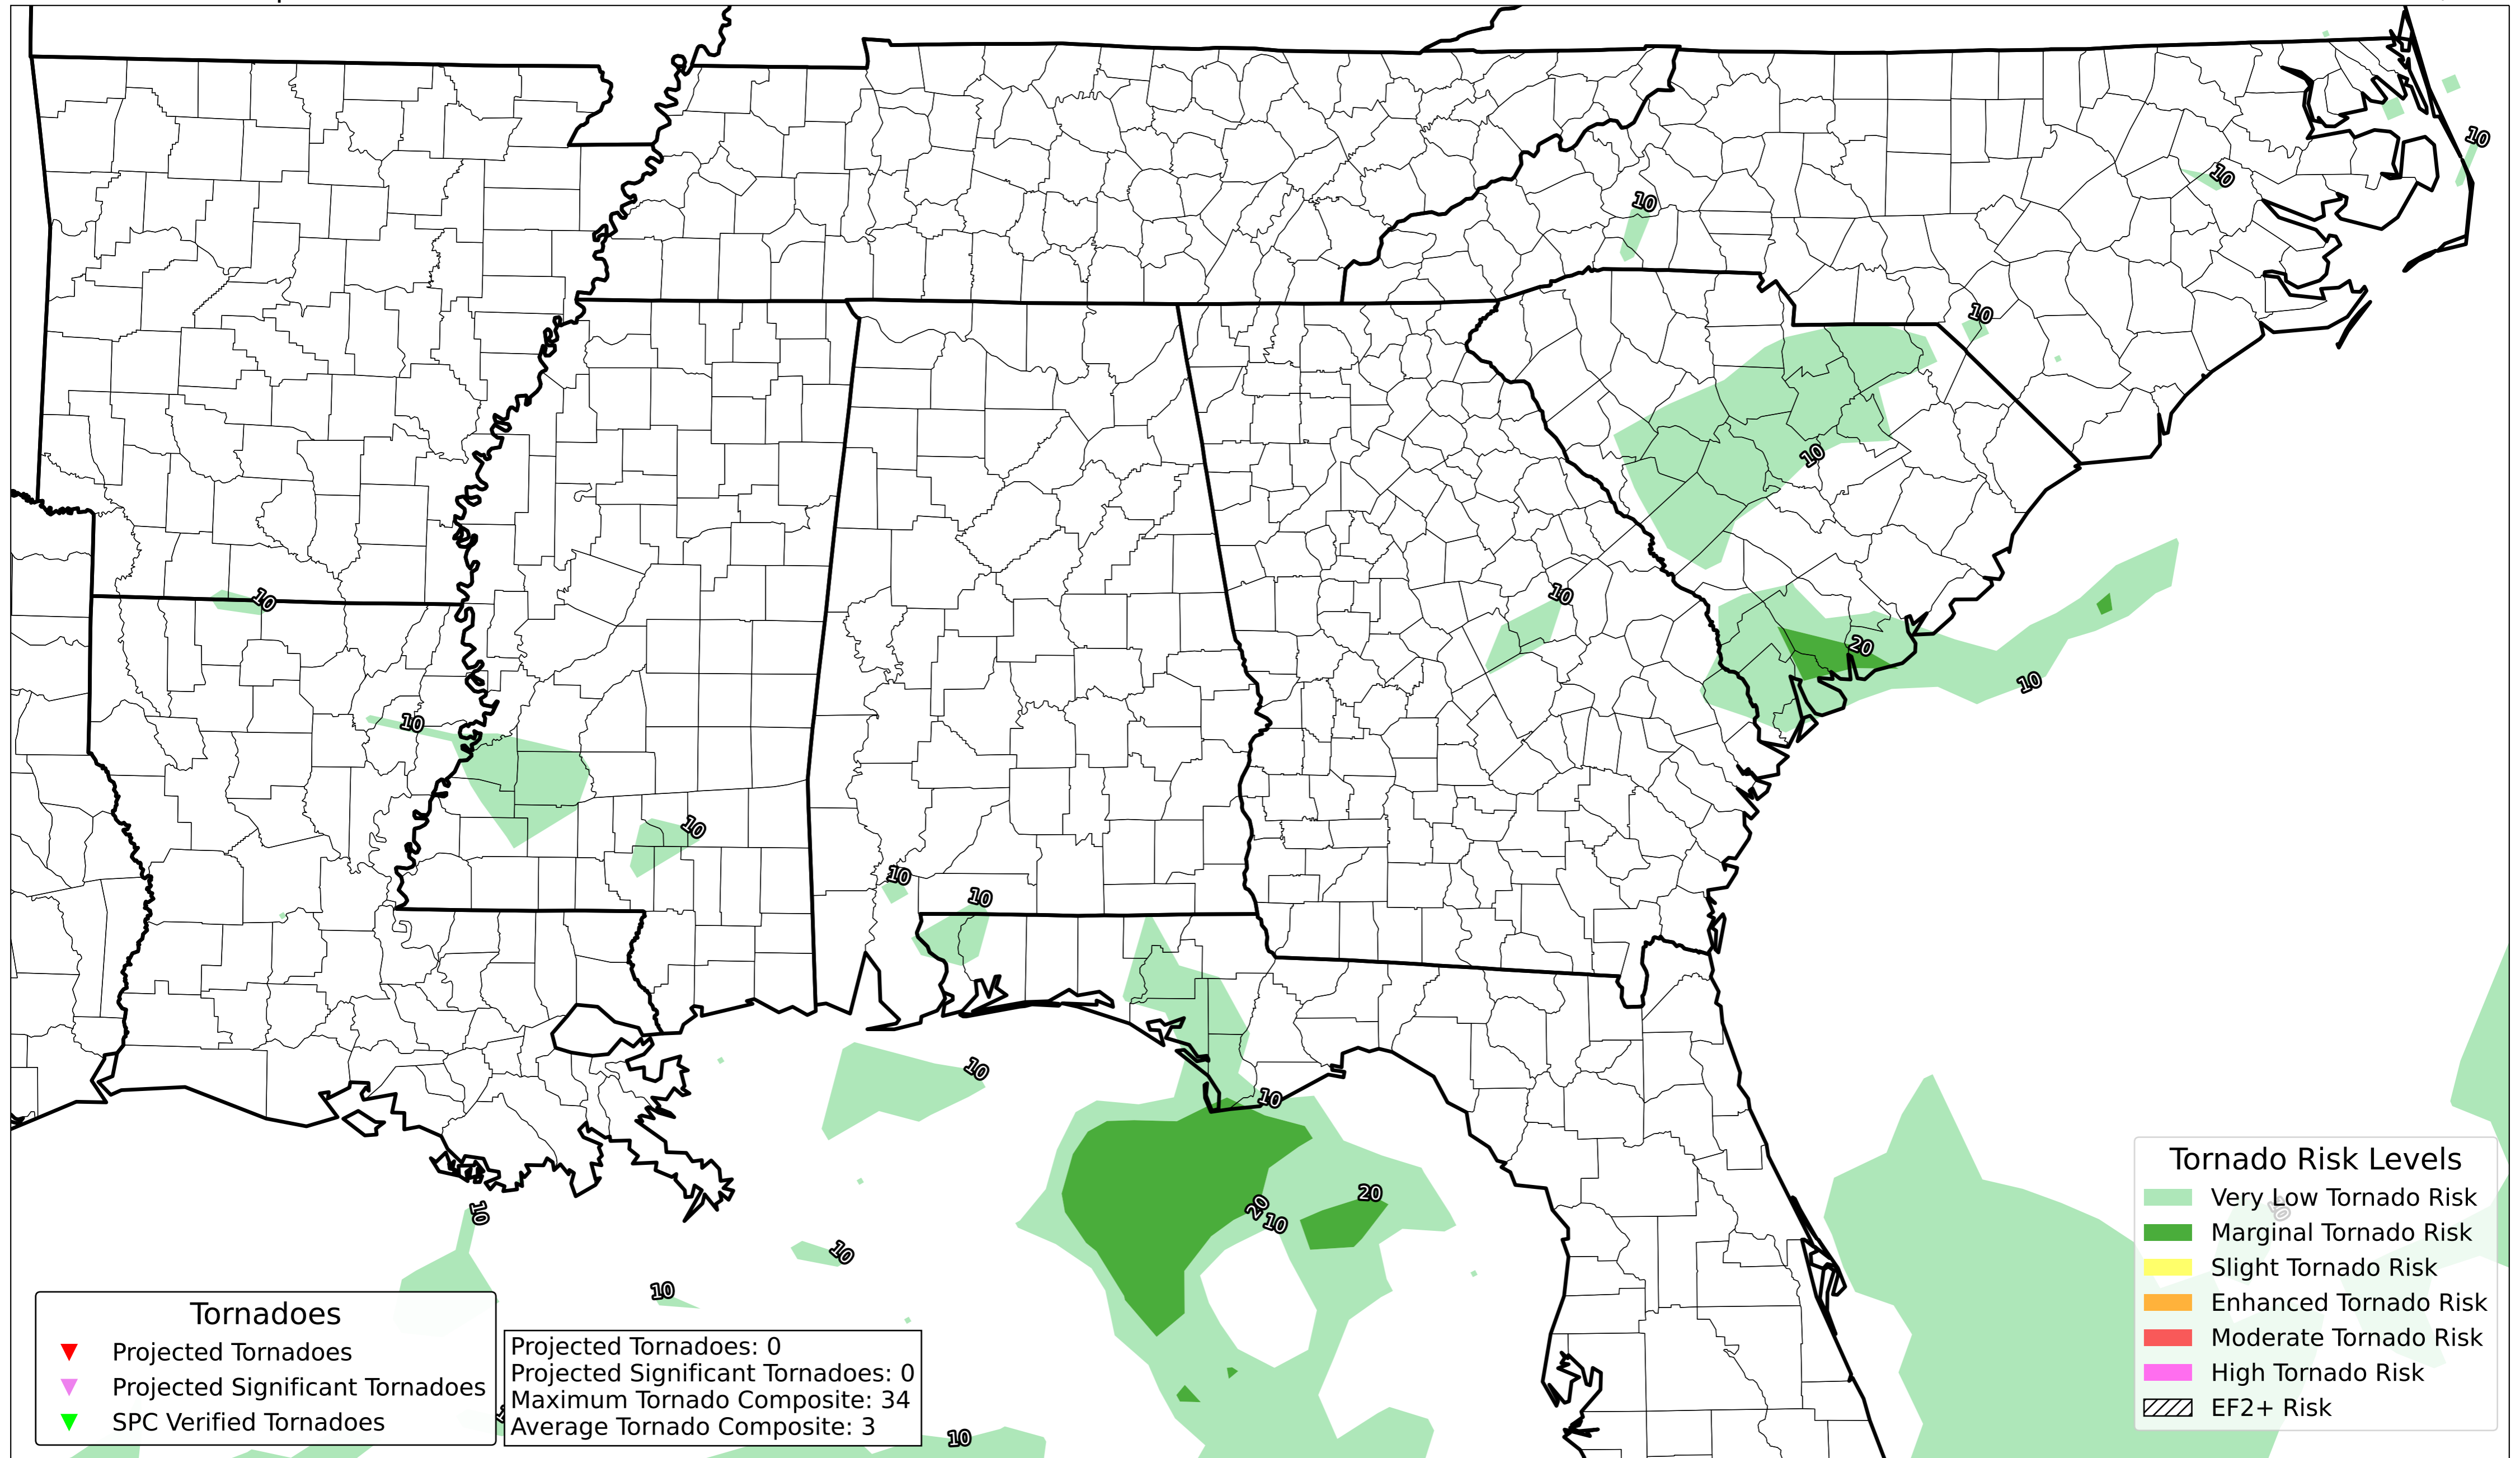 10
10
10
10
10
10
20
10
10
10
10
10
10
10
10
20
20
10
10
10
10
10
Tornadoes
Projected Tornadoes
Projected Significant Tornadoes
SPC Verified Tornadoes
Projected Tornadoes: 0
Projected Significant Tornadoes: 0
Maximum Tornado Composite: 34
Average Tornado Composite: 3
Tornado Risk Levels
Very Low Tornado Risk
Marginal Tornado Risk
Slight Tornado Risk
Enhanced Tornado Risk
Moderate Tornado Risk
High Tornado Risk
EF2+ Risk